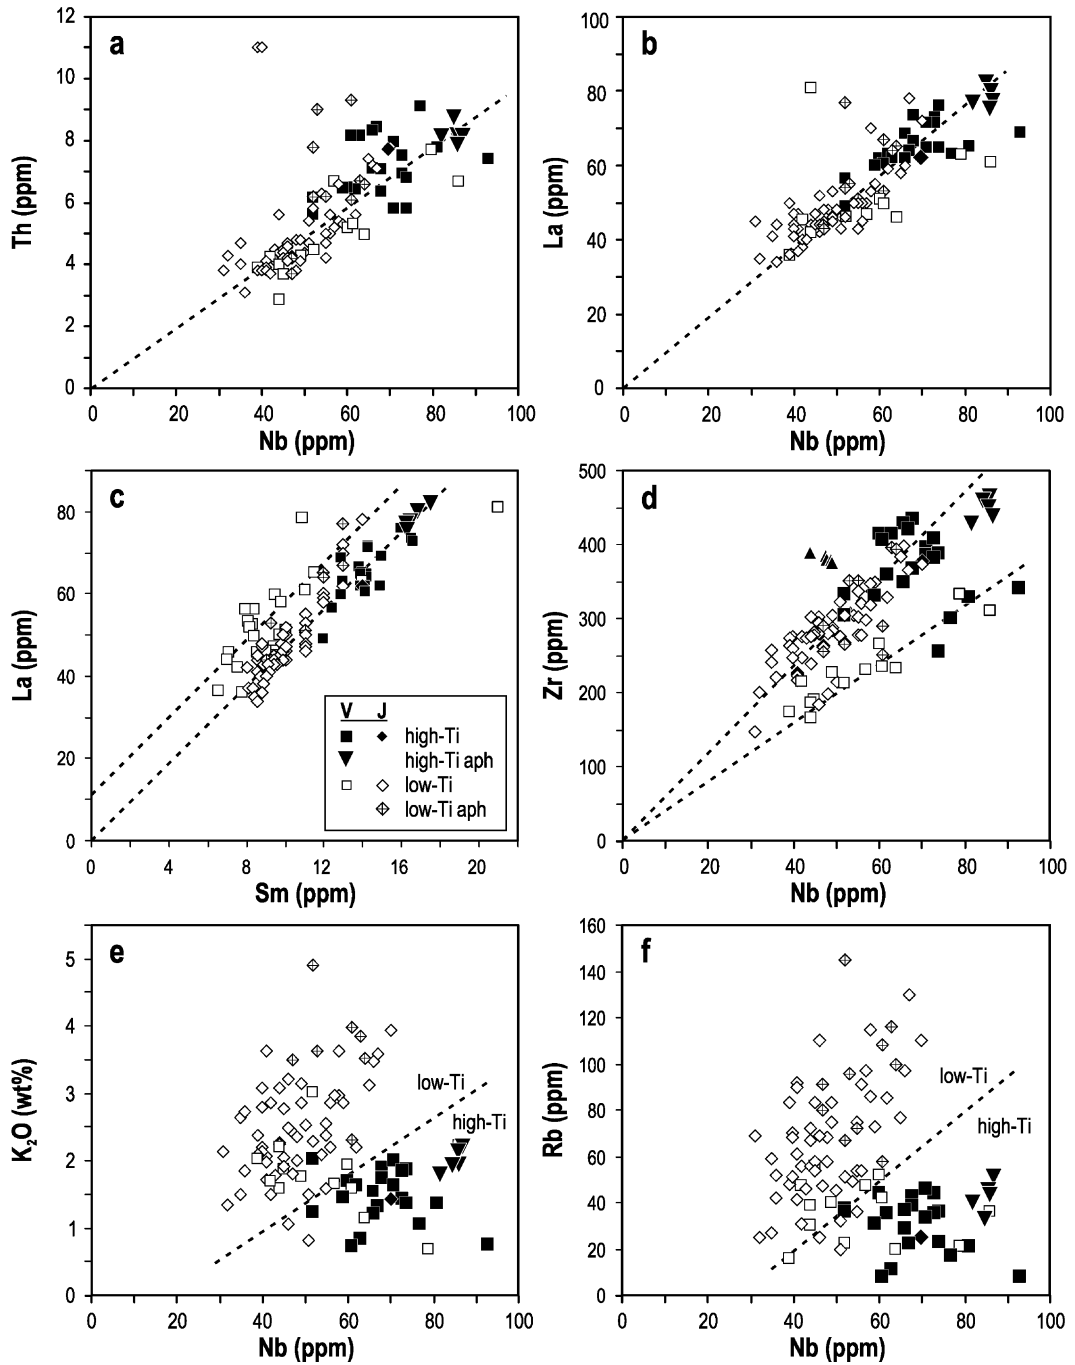 a
Th (ppm)
12
10
8
6
4
2
0
0 20 40 60 80 100
Nb (ppm)
b
La (ppm)
100
80
60
40
20
0
0 20 40 60 80 100
Nb (ppm)
c
La (ppm)
80
60
40
20
0
0 4 8 12 16 20
Sm (ppm)
V J
high-Ti
high-Ti aph
low-Ti
low-Ti aph
d
Zr (ppm)
500
400
300
200
100
0
0 20 40 60 80 100
Nb (ppm)
e
K₂O (wt%)
5
4
3
2
1
0
low-Ti
high-Ti
0 20 40 60 80 100
Nb (ppm)
f
Rb (ppm)
160
140
120
100
80
60
40
20
0
low-Ti
high-Ti
0 20 40 60 80 100
Nb (ppm)